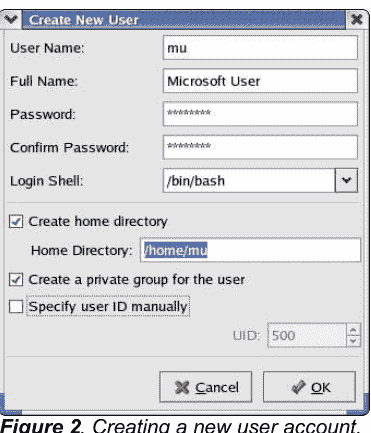 Create New User
User Name: mu
Full Name: Microsoft User
Password: ********
Confirm Password: ********
Login Shell: /bin/bash
Create home directory
Home Directory: /home/mu
Create a private group for the user
Specify user ID manually
UID: 500
Cancel OK
Figure 2. Creating a new user account.